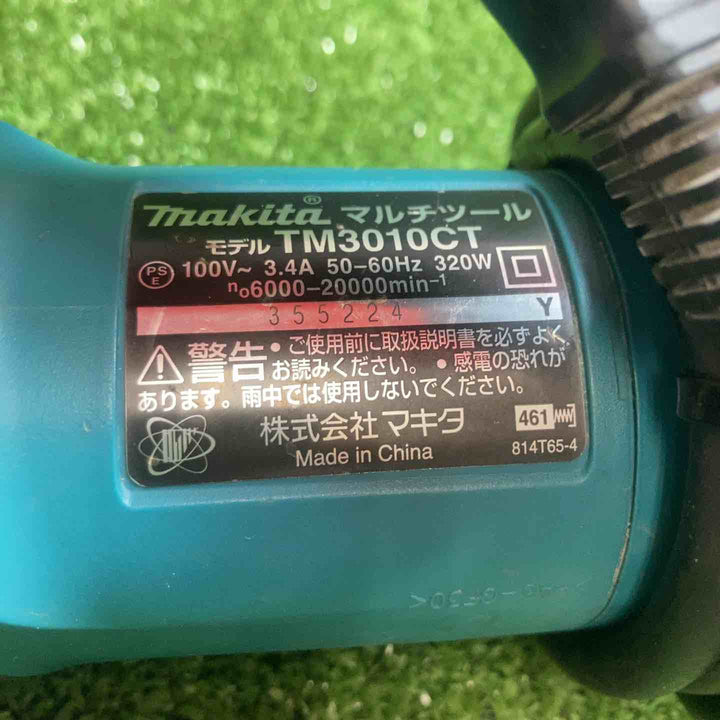 makita® マルチツール
モデル TM3010CT
PSE 100V~ 3.4A 50-60Hz 320W
n₀6000-20000min⁻¹
355224 Y
警告 • ご使用前に取扱説明書を必ずよく
お読みください。 • 感電の恐れが
あります。雨中では使用しないでください。
株式会社マキタ 461
Made in China 814T65-4